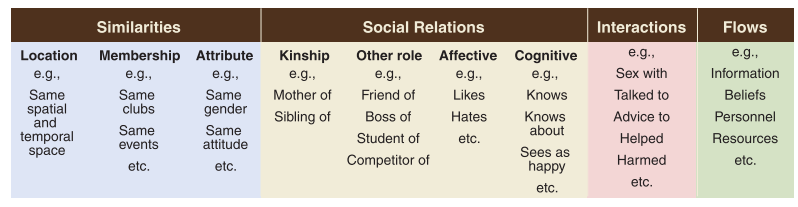 Similarities
Social Relations
Interactions
Flows
Location
e.g.,
Same
spatial
and
temporal
space
Membership
e.g.,
Same
clubs
Same
events
etc.
Attribute
e.g.,
Same
gender
Same
attitude
etc.
Kinship
e.g.,
Mother of
Sibling of
Other role
e.g.,
Friend of
Boss of
Student of
Competitor of
Affective
e.g.,
Likes
Hates
etc.
Cognitive
e.g.,
Knows
Knows
about
Sees as
happy
etc.
e.g.,
Sex with
Talked to
Advice to
Helped
Harmed
etc.
e.g.,
Information
Beliefs
Personnel
Resources
etc.